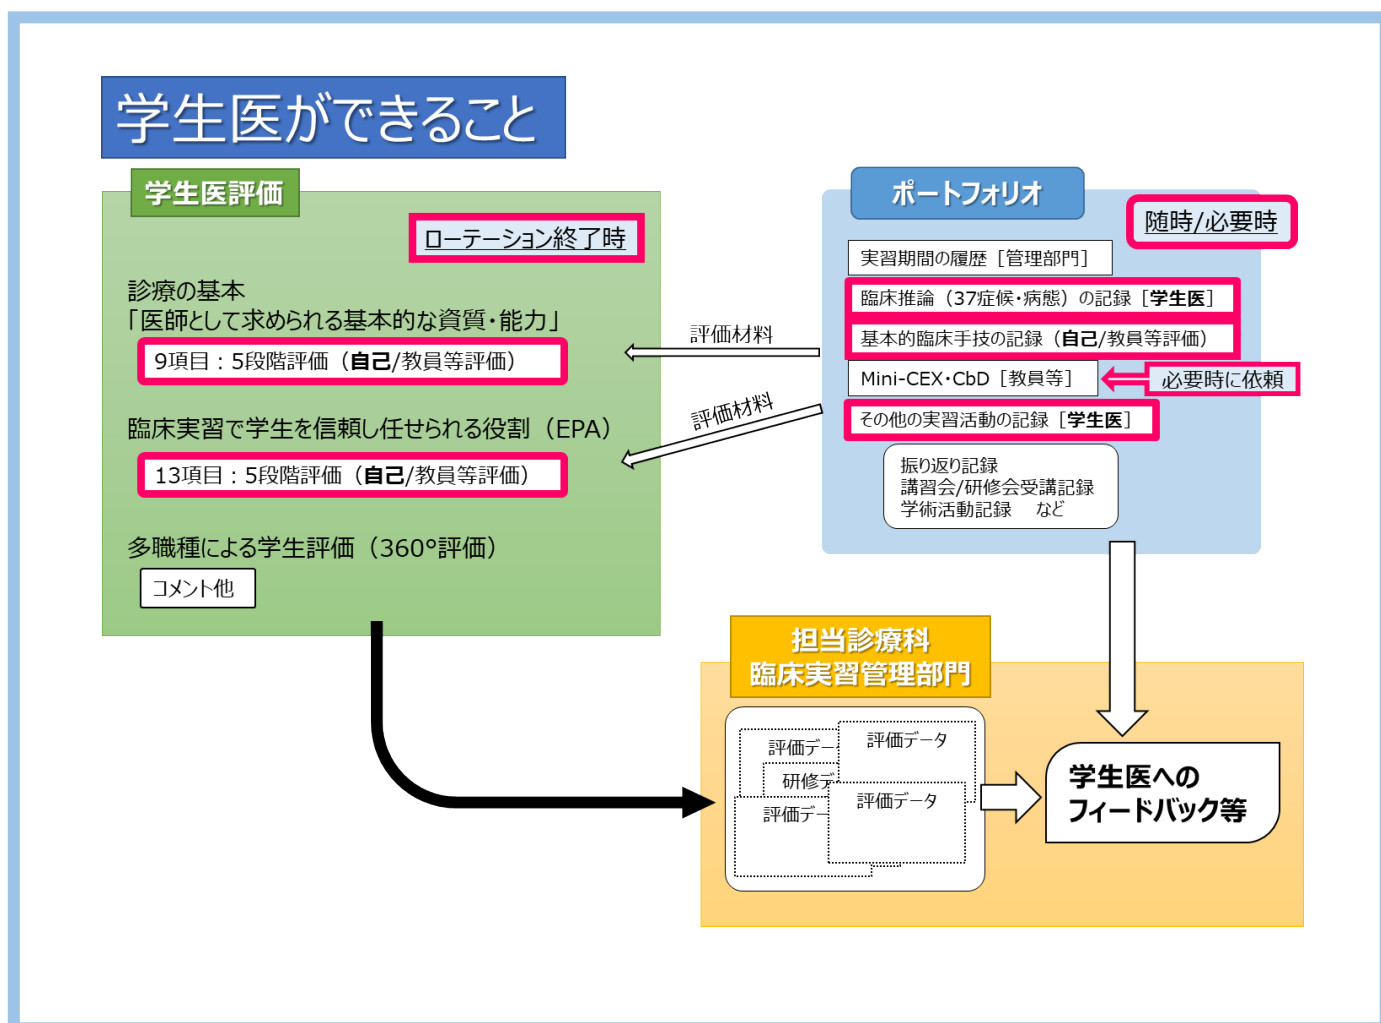 学生医ができること
学生医評価
ローテーション終了時
診療の基本
「医師として求められる基本的な資質・能力」
9項目：5段階評価（自己/教員等評価）
臨床実習で学生を信頼し任せられる役割（EPA）
13項目：5段階評価（自己/教員等評価）
多職種による学生評価（360°評価）
コメント他
評価材料
評価材料
ポートフォリオ
随時/必要時
実習期間の履歴［管理部門］
臨床推論（37症候・病態）の記録［学生医］
基本的臨床手技の記録（自己/教員等評価）
Mini-CEX・CbD［教員等］
必要時に依頼
その他の実習活動の記録［学生医］
振り返り記録
講習会/研修会受講記録
学術活動記録　など
担当診療科
臨床実習管理部門
評価デー
評価データ
研修デ
評価デー
評価データ
学生医への
フィードバック等